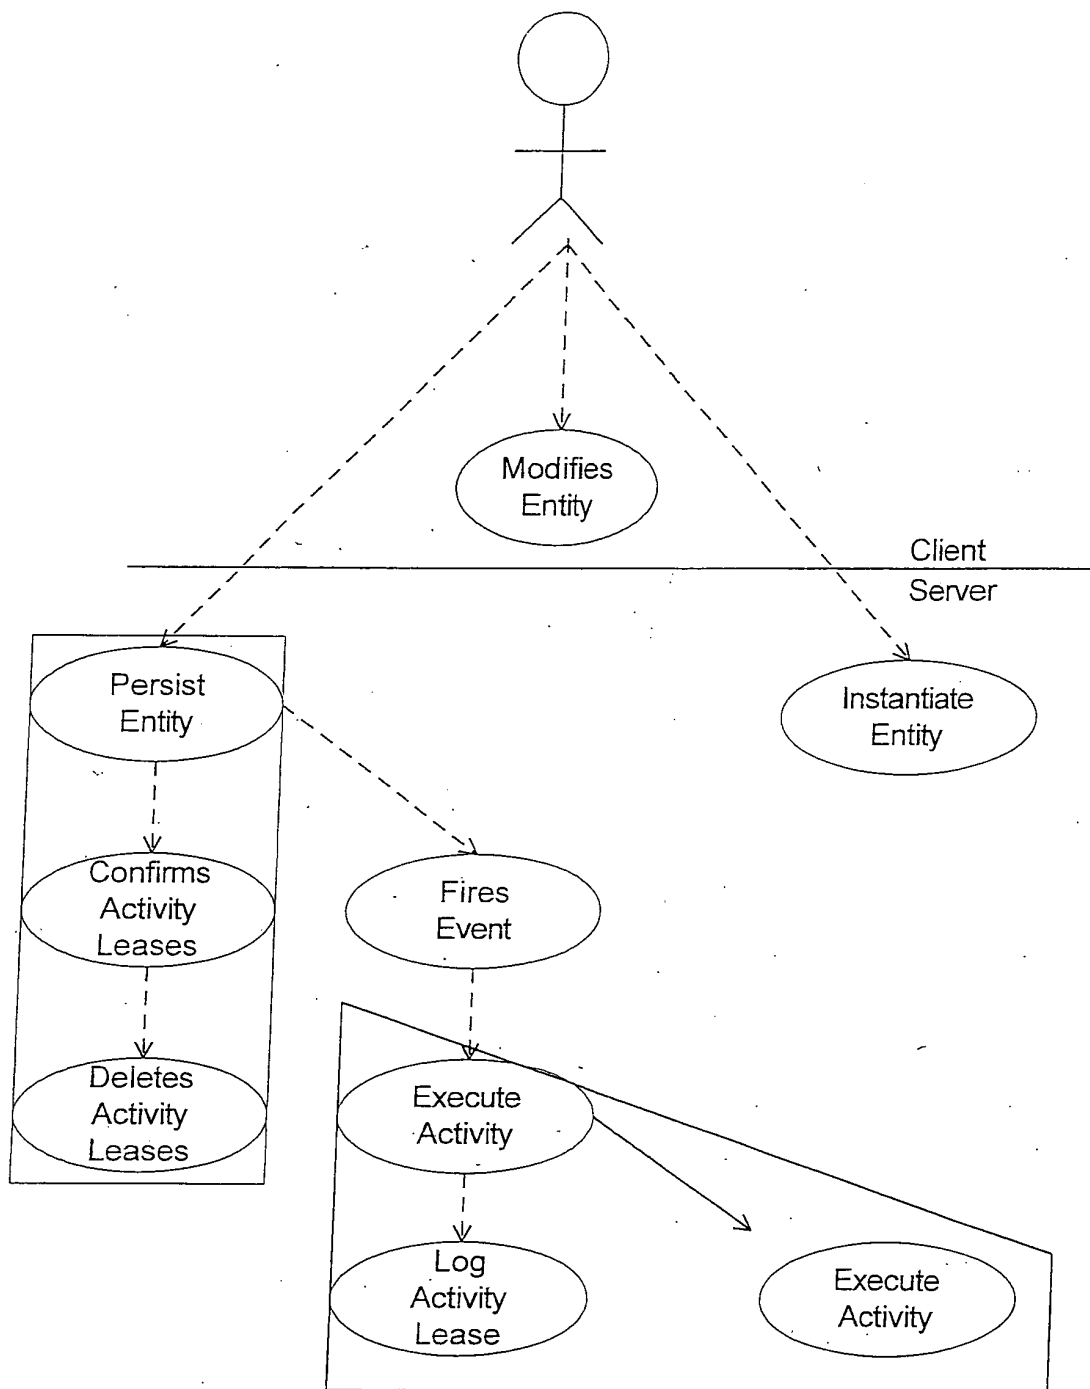 Modifies
Entity
Client
Server
Persist
Entity
Instantiate
Entity
Confirms
Activity
Leases
Fires
Event
Deletes
Activity
Leases
Execute
Activity
Log
Activity
Lease
Execute
Activity